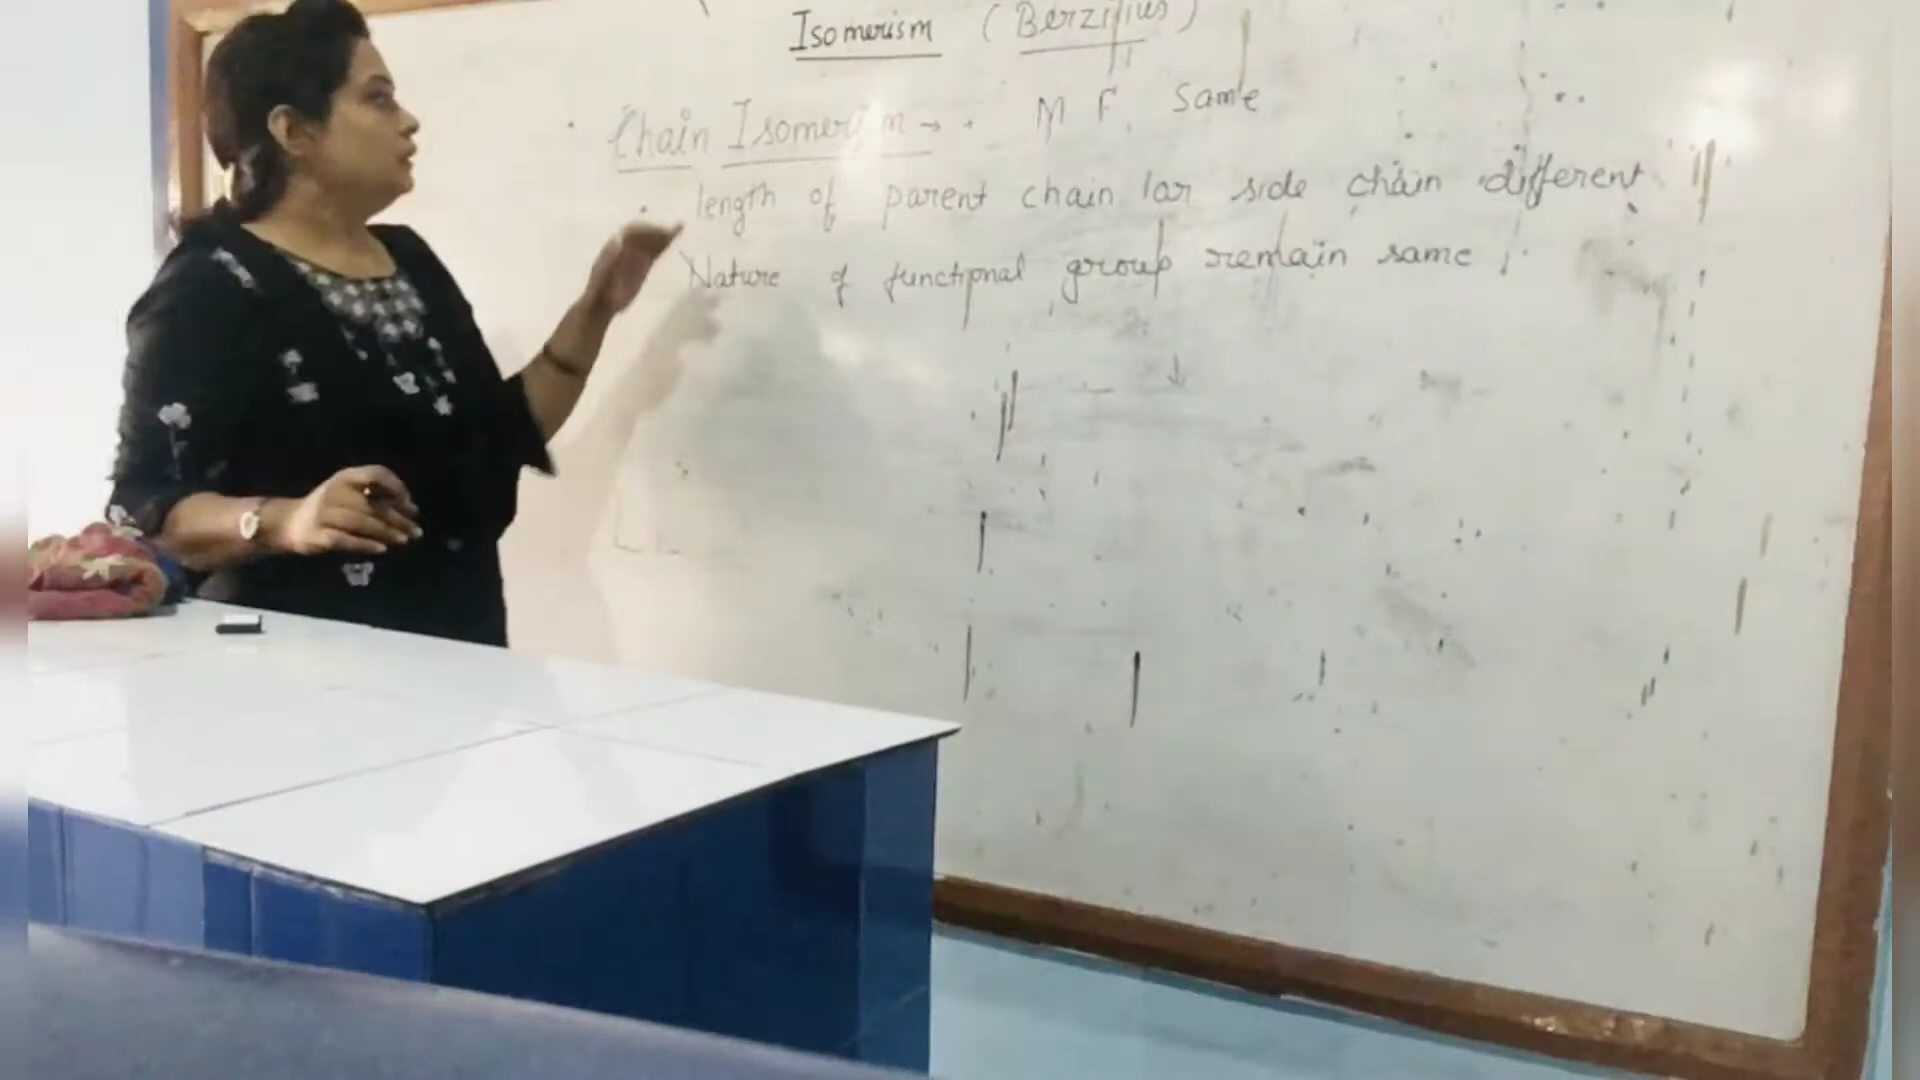 Isomerism (Berzilius)
Chain Isomerism → • M F, Same
• length of parent chain / or side chain different
Nature of functional group remain same.